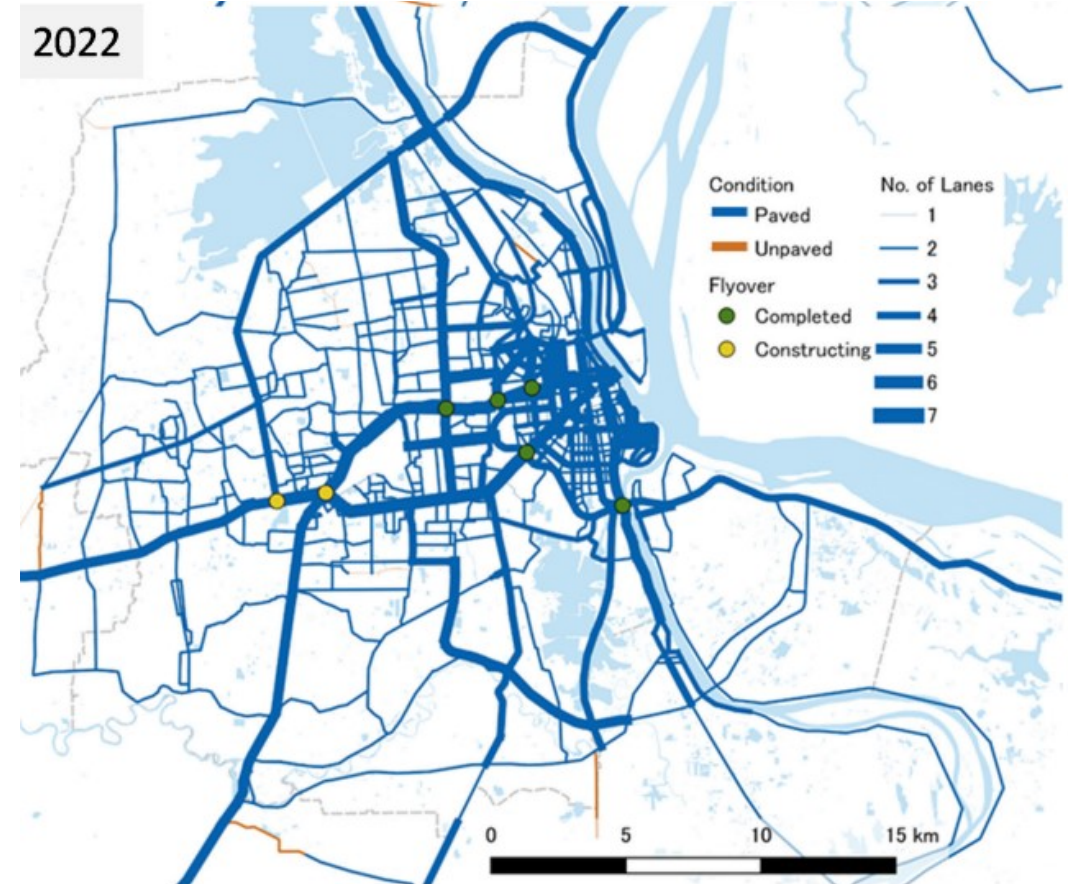 2022
Condition
Paved
Unpaved
Flyover
Completed
Constructing
No. of Lanes
1
2
3
4
5
6
7
0 5 10 15 km